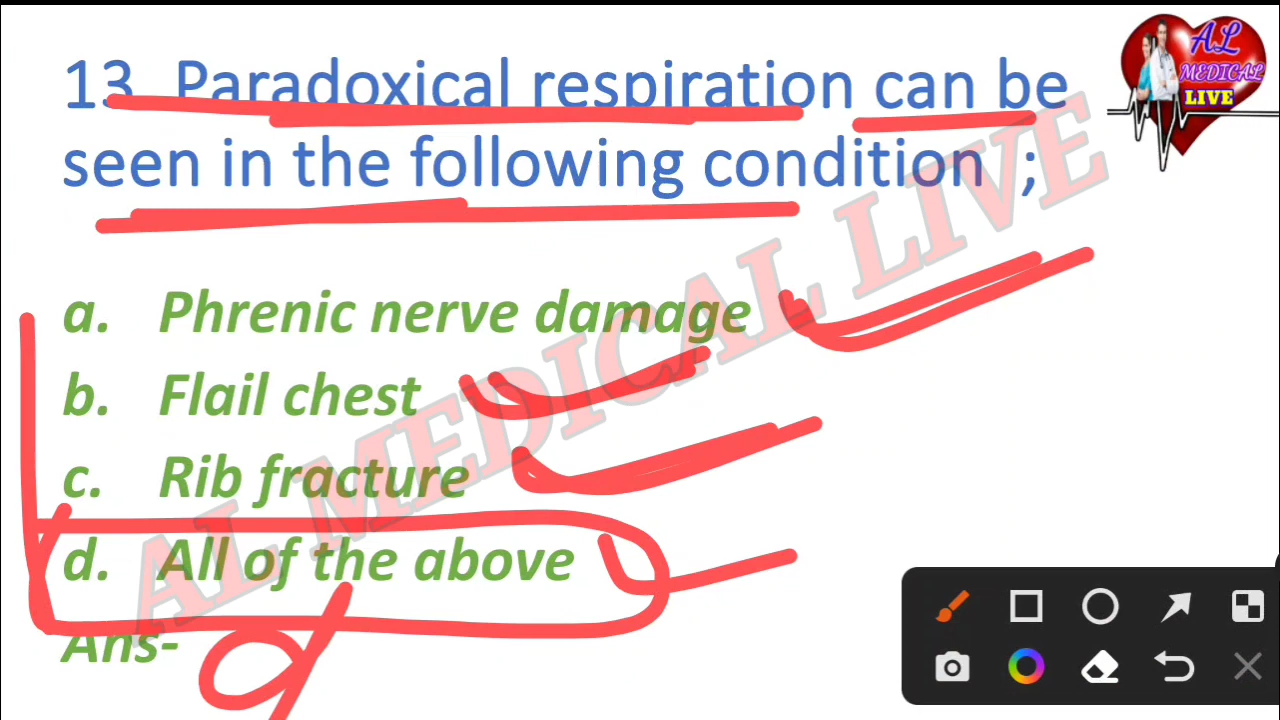 13. Paradoxical respiration can be
seen in the following condition ;
a. Phrenic nerve damage
b. Flail chest
c. Rib fracture
d. All of the above
Ans- d
AL MEDICAL LIVE
AL
MEDICAL
LIVE